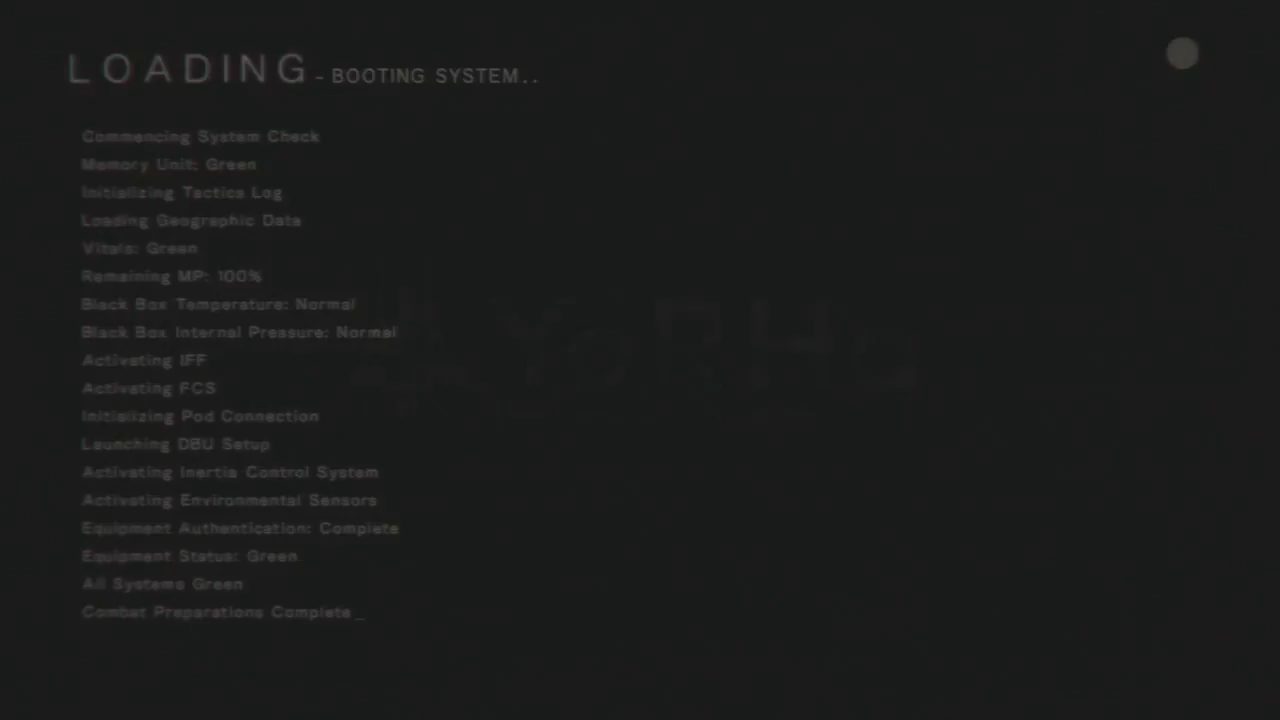 LOADING - BOOTING SYSTEM..
Commencing System Check
Memory Unit: Green
Initializing Tactics Log
Loading Geographic Data
Vitals: Green
Remaining MP: 100%
Black Box Temperature: Normal
Black Box Internal Pressure: Normal
Activating IFF
Activating FCS
Initializing Pod Connection
Launching DBU Setup
Activating Inertia Control System
Activating Environmental Sensors
Equipment Authentication: Complete
Equipment Status: Green
All Systems Green
Combat Preparations Complete_